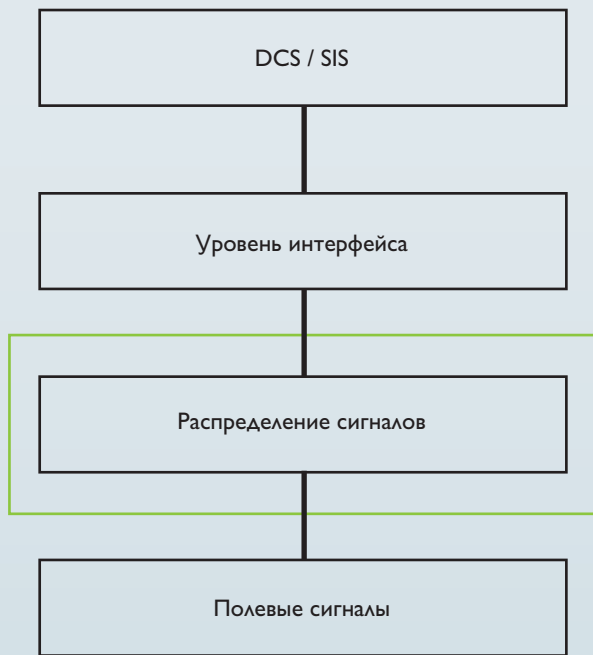 DCS / SIS
Уровень интерфейса
Распределение сигналов
Полевые сигналы